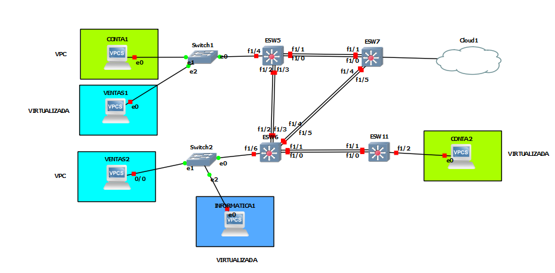 CONTA1
VPC
VPCS
e0
Switch1
e1
e0
e2
f1/4
ESW5
f1/1
f1/0
f1/2
f1/3
f1/1
f1/0
ESW7
f1/4
f1/5
Cloud1
VENTAS1
VIRTUALIZADA
VPCS
e0
f1/4
f1/5
f1/2
f1/3
f1/6
f1/1
f1/0
f1/1
f1/0
ESW11
f1/2
CONTA2
VPCS
e0
VIRTUALIZADA
VENTAS2
VPC
VPCS
0/0
Switch2
e1
e0
e2
INFORMATICA1
e0
VPCS
VIRTUALIZADA